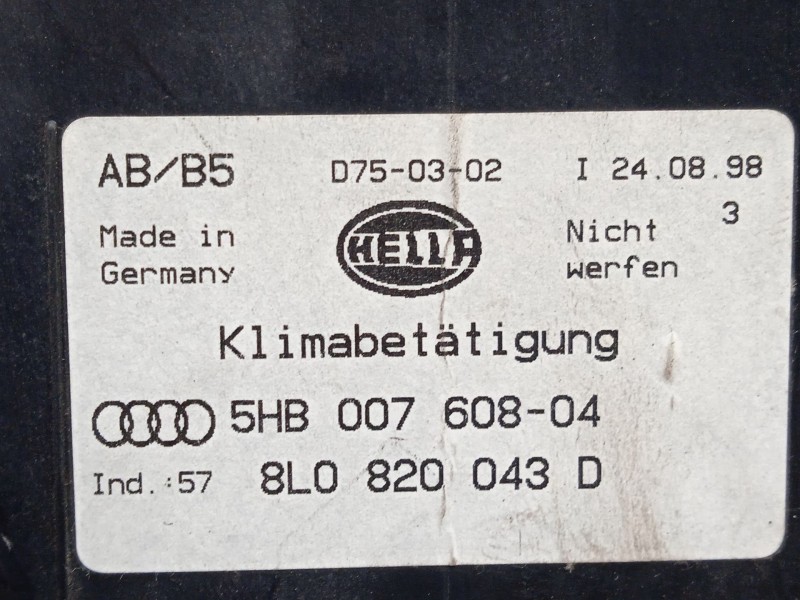 AB/B5 D75-03-02 I 24.08.98
3
Made in Nicht
HELLA
Germany werfen
Klimabetätigung
5HB 007 608-04
Ind.:57 8L0 820 043 D